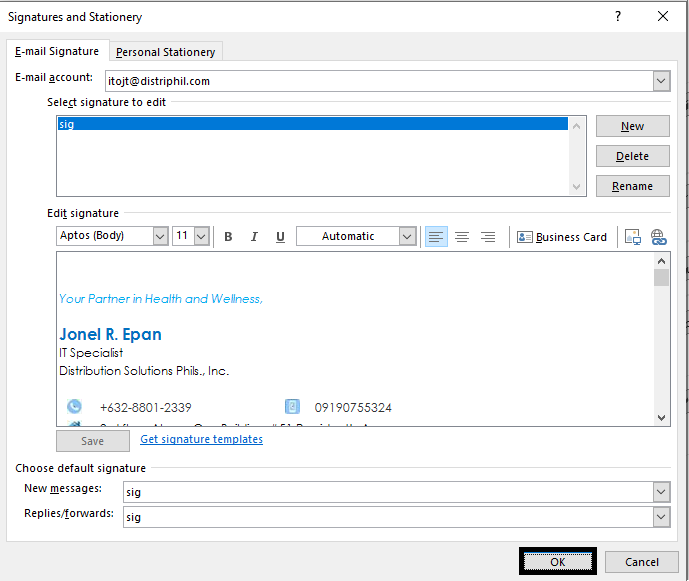 Signatures and Stationery
?
E-mail Signature
Personal Stationery
E-mail account:
itojt@distriphil.com
Select signature to edit
sig
New
Delete
Rename
Edit signature
Aptos (Body)
11
B
I
U
Automatic
Business Card
Your Partner in Health and Wellness,
Jonel R. Epan
IT Specialist
Distribution Solutions Phils., Inc.
+632-8801-2339
09190755324
Save
Get signature templates
Choose default signature
New messages:
sig
Replies/forwards:
sig
OK
Cancel